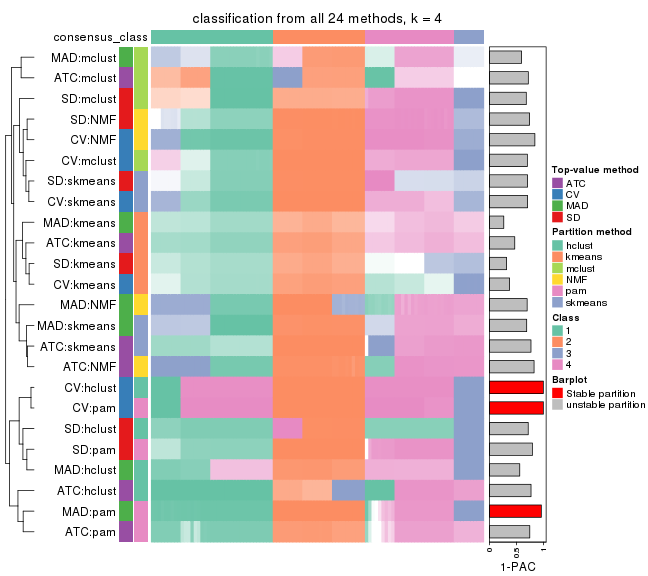 classification from all 24 methods, k = 4
consensus_class
MAD:mclust
ATC:mclust
SD:mclust
SD:NMF
CV:NMF
CV:mclust
SD:skmeans
CV:skmeans
MAD:kmeans
ATC:kmeans
SD:kmeans
CV:kmeans
MAD:NMF
MAD:skmeans
ATC:skmeans
ATC:NMF
CV:hclust
CV:pam
SD:hclust
SD:pam
MAD:hclust
ATC:hclust
MAD:pam
ATC:pam
0
0.5
1
1-PAC
Top-value method
ATC
CV
MAD
SD
Partition method
hclust
kmeans
mclust
NMF
pam
skmeans
Class
1
2
3
4
Barplot
Stable partition
unstable partition